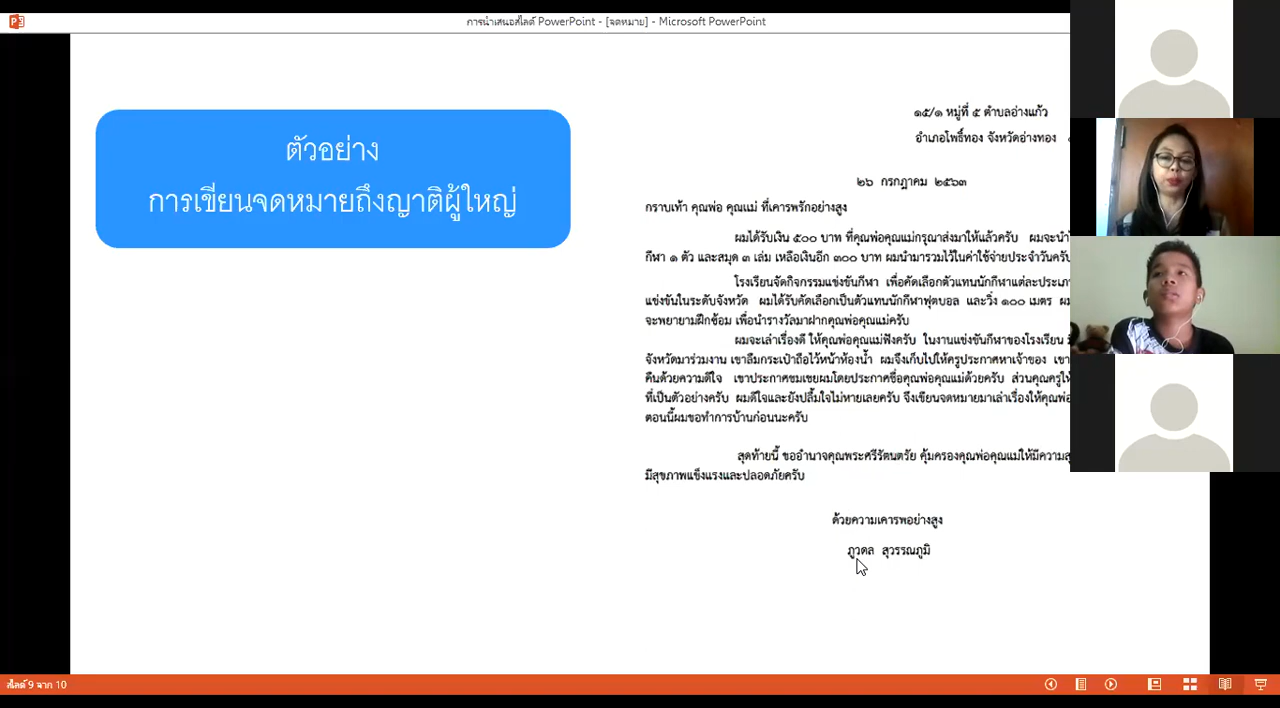 การนำเสนอสไลด์ PowerPoint - [จดหมาย] - Microsoft PowerPoint
ตัวอย่าง
การเขียนจดหมายถึงญาติผู้ใหญ่
๑๕/๑ หมู่ที่ ๕ ตำบลอ่างแก้ว
อำเภอโพธิ์ทอง จังหวัดอ่างทอง
๒๖ กรกฎาคม ๒๕๖๓
กราบเท้า คุณพ่อ คุณแม่ ที่เคารพรักอย่างสูง
ผมได้รับเงิน ๕๐๐ บาท ที่คุณพ่อคุณแม่กรุณาส่งมาให้แล้วครับ ผมจะนำ
กีฬา ๑ ตัว และสมุด ๓ เล่ม เหลือเงินอีก ๓๐๐ บาท ผมนำมารวมไว้ในค่าใช้จ่ายประจำวันครับ
โรงเรียนจัดกิจกรรมแข่งขันกีฬา เพื่อคัดเลือกตัวแทนนักกีฬาแต่ละประเภ
แข่งขันในระดับจังหวัด ผมได้รับคัดเลือกเป็นตัวแทนนักกีฬาฟุตบอล และวิ่ง ๑๐๐ เมตร ผม
จะพยายามฝึกซ้อม เพื่อนำรางวัลมาฝากคุณพ่อคุณแม่ครับ
ผมจะเล่าเรื่องดี ให้คุณพ่อคุณแม่ฟังครับ ในงานแข่งขันกีฬาของโรงเรียน
จังหวัดมาร่วมงาน เขาลืมกระเป๋าถือไว้หน้าห้องน้ำ ผมจึงเก็บไปให้ครูประกาศหาเจ้าของ เขา
คืนด้วยความดีใจ เขาประกาศชมเชยผมโดยประกาศชื่อคุณพ่อคุณแม่ด้วยครับ ส่วนคุณครูให้
ที่เป็นตัวอย่างครับ ผมดีใจและยังปลื้มใจไม่หายเลยครับ จึงเขียนจดหมายมาเล่าเรื่องให้คุณพ่อ
ตอนนี้ผมขอทำการบ้านก่อนนะครับ
สุดท้ายนี้ ขออำนาจคุณพระศรีรัตนตรัย คุ้มครองคุณพ่อคุณแม่ให้มีความสุ
มีสุขภาพแข็งแรงและปลอดภัยครับ
ด้วยความเคารพอย่างสูง
ภูวดล สุวรรณภูมิ
สไลด์ 9 จาก 10